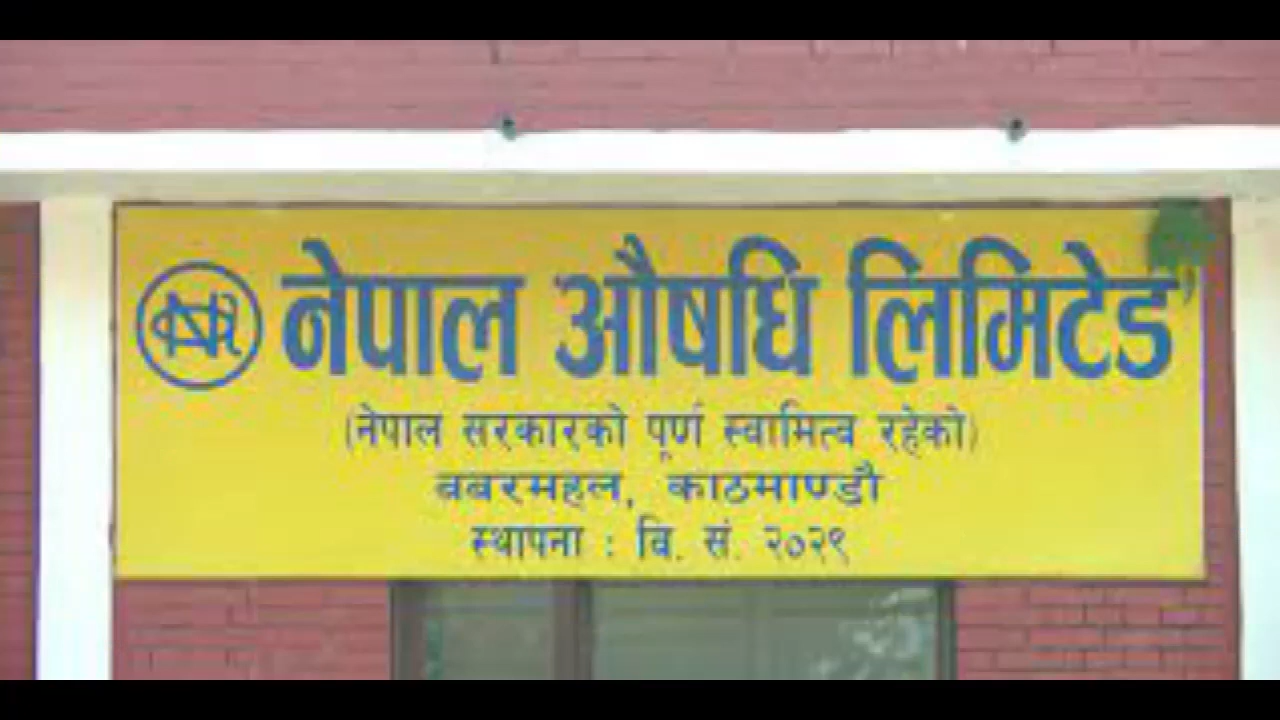 नेपाल औषधि लिमिटेड
(नेपाल सरकारको पूर्ण स्वामित्व रहेको)
बबरमहल, काठमाण्डौ
स्थापना : वि. सं. २०२९